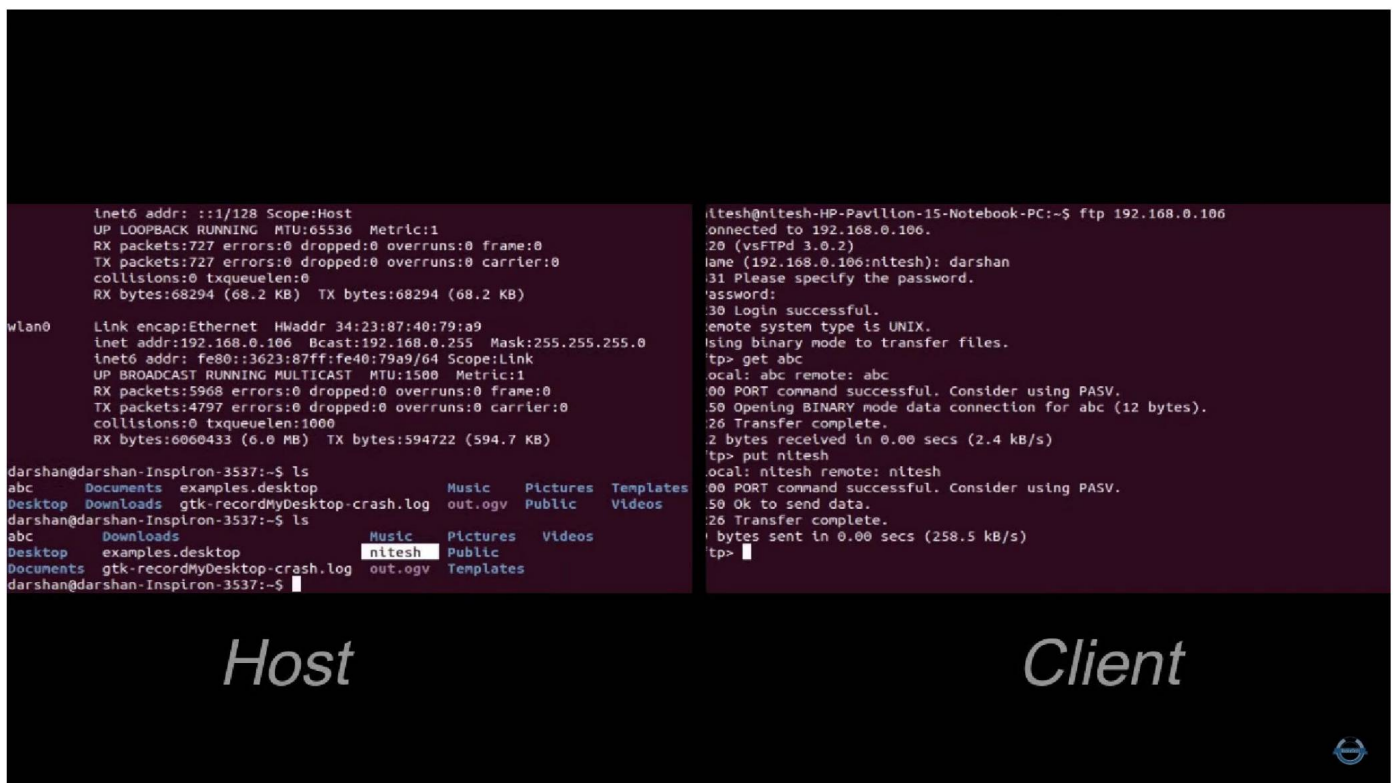 inet6 addr: ::1/128 Scope:Host
UP LOOPBACK RUNNING MTU:65536 Metric:1
RX packets:727 errors:0 dropped:0 overruns:0 frame:0
TX packets:727 errors:0 dropped:0 overruns:0 carrier:0
collisions:0 txqueuelen:0
RX bytes:68294 (68.2 KB) TX bytes:68294 (68.2 KB)
wlan0 Link encap:Ethernet HWaddr 34:23:87:40:79:a9
inet addr:192.168.0.106 Bcast:192.168.0.255 Mask:255.255.255.0
inet6 addr: fe80::3623:87ff:fe40:79a9/64 Scope:Link
UP BROADCAST RUNNING MULTICAST MTU:1500 Metric:1
RX packets:5968 errors:0 dropped:0 overruns:0 frame:0
TX packets:4797 errors:0 dropped:0 overruns:0 carrier:0
collisions:0 txqueuelen:1000
RX bytes:6060433 (6.0 MB) TX bytes:594722 (594.7 KB)
darshan@darshan-Inspiron-3537:~$ ls
abc Documents examples.desktop Music Pictures Templates
Desktop Downloads gtk-recordMyDesktop-crash.log out.ogv Public Videos
darshan@darshan-Inspiron-3537:~$ ls
abc Downloads Music Pictures Videos
Desktop examples.desktop nitesh Public
Documents gtk-recordMyDesktop-crash.log out.ogv Templates
darshan@darshan-Inspiron-3537:~$
Host
itesh@nitesh-HP-Pavilion-15-Notebook-PC:~$ ftp 192.168.0.106
onnected to 192.168.0.106.
20 (vsFTPd 3.0.2)
ame (192.168.0.106:nitesh): darshan
31 Please specify the password.
assword:
30 Login successful.
emote system type is UNIX.
sing binary mode to transfer files.
tp> get abc
ocal: abc remote: abc
00 PORT command successful. Consider using PASV.
50 Opening BINARY mode data connection for abc (12 bytes).
26 Transfer complete.
2 bytes received in 0.00 secs (2.4 kB/s)
tp> put nitesh
ocal: nitesh remote: nitesh
00 PORT command successful. Consider using PASV.
50 Ok to send data.
26 Transfer complete.
bytes sent in 0.00 secs (258.5 kB/s)
tp>
Client